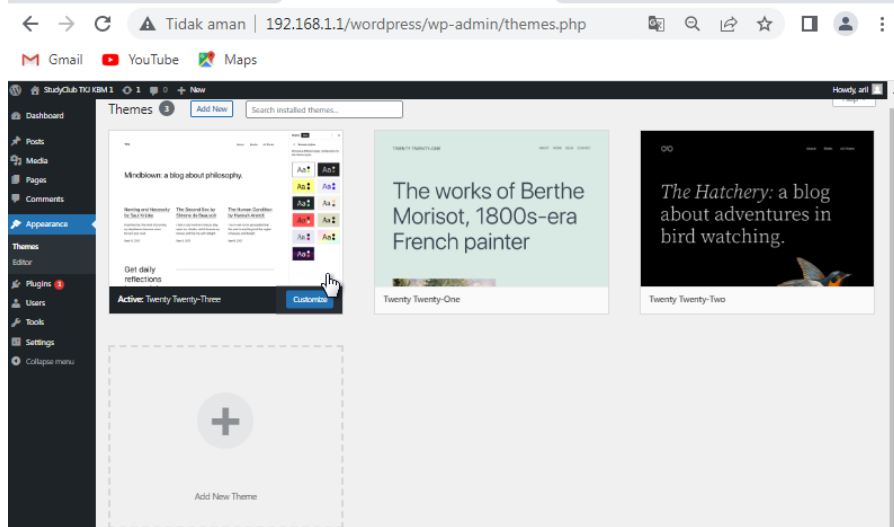 Tidak aman | 192.168.1.1/wordpress/wp-admin/themes.php
Gmail YouTube Maps
StudyClub TKJ KBM 1 1 0 + New Howdy, aril
Dashboard
Posts
Media
Pages
Comments
Appearance
Themes
Editor
Plugins 1
Users
Tools
Settings
Collapse menu
Themes 3 Add New Search installed themes...
Mindblown: a blog about philosophy.
Get daily
reflections
Active: Twenty Twenty-Three Customize
The works of Berthe
Morisot, 1800s-era
French painter
Twenty Twenty-One
The Hatchery: a blog
about adventures in
bird watching.
Twenty Twenty-Two
Add New Theme